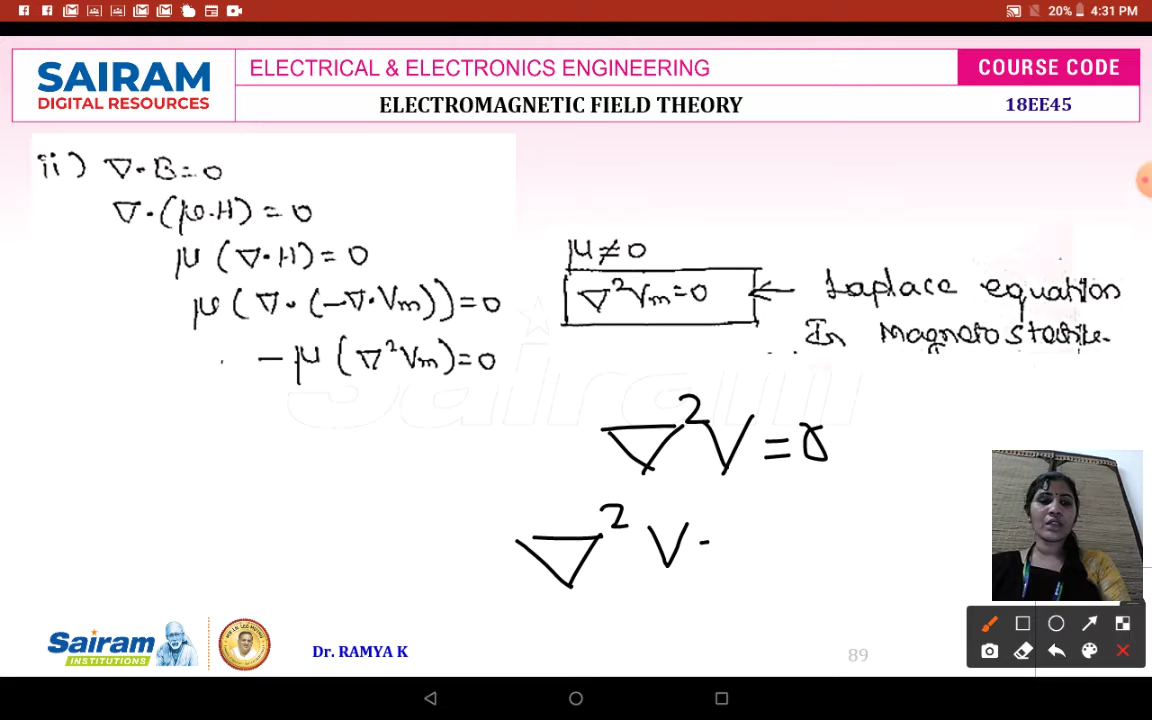 20% 4:31 PM
SAIRAM
DIGITAL RESOURCES
ELECTRICAL & ELECTRONICS ENGINEERING
COURSE CODE
ELECTROMAGNETIC FIELD THEORY
18EE45
ii) ∇·B=0
∇·(μ0·H)=0
μ(∇·H)=0
μ(∇·(-∇·Vm))=0
-μ(∇²Vm)=0
μ≠0
∇²Vm=0 ← Laplace equation
In
∇²V=0
∇²V-
Sairam
INSTITUTIONS
Dr. RAMYA K
89